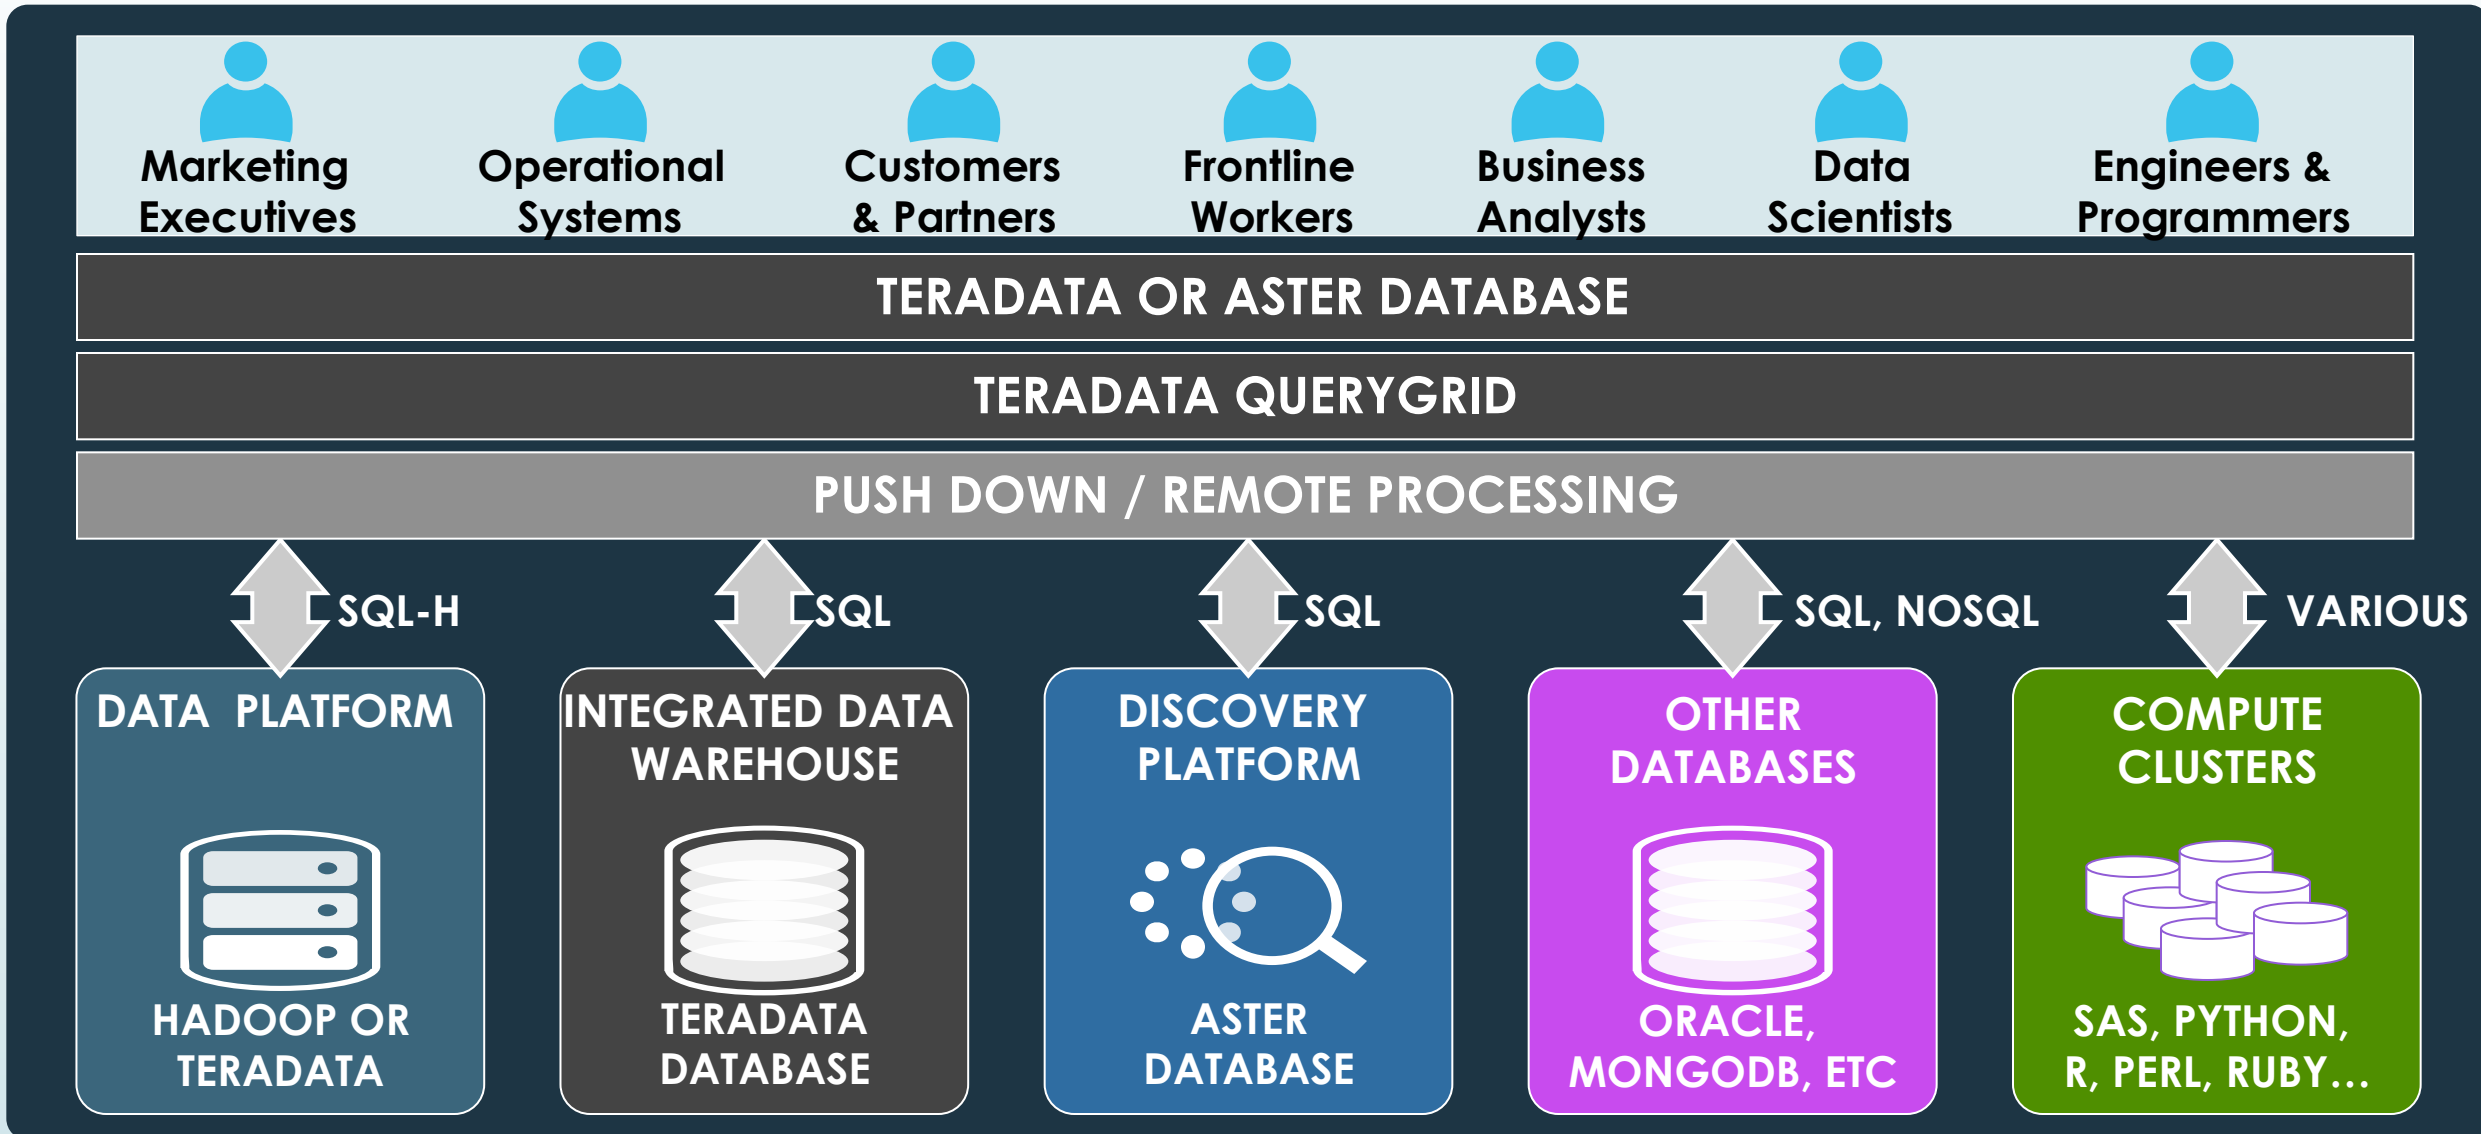 Marketing
Executives
Operational
Systems
Customers
& Partners
Frontline
Workers
Business
Analysts
Data
Scientists
Engineers &
Programmers
TERADATA OR ASTER DATABASE
TERADATA QUERYGRID
PUSH DOWN / REMOTE PROCESSING
SQL-H
SQL
SQL
SQL, NOSQL
VARIOUS
DATA PLATFORM
HADOOP OR
TERADATA
INTEGRATED DATA
WAREHOUSE
TERADATA
DATABASE
DISCOVERY
PLATFORM
ASTER
DATABASE
OTHER
DATABASES
ORACLE,
MONGODB, ETC
COMPUTE
CLUSTERS
SAS, PYTHON,
R, PERL, RUBY...